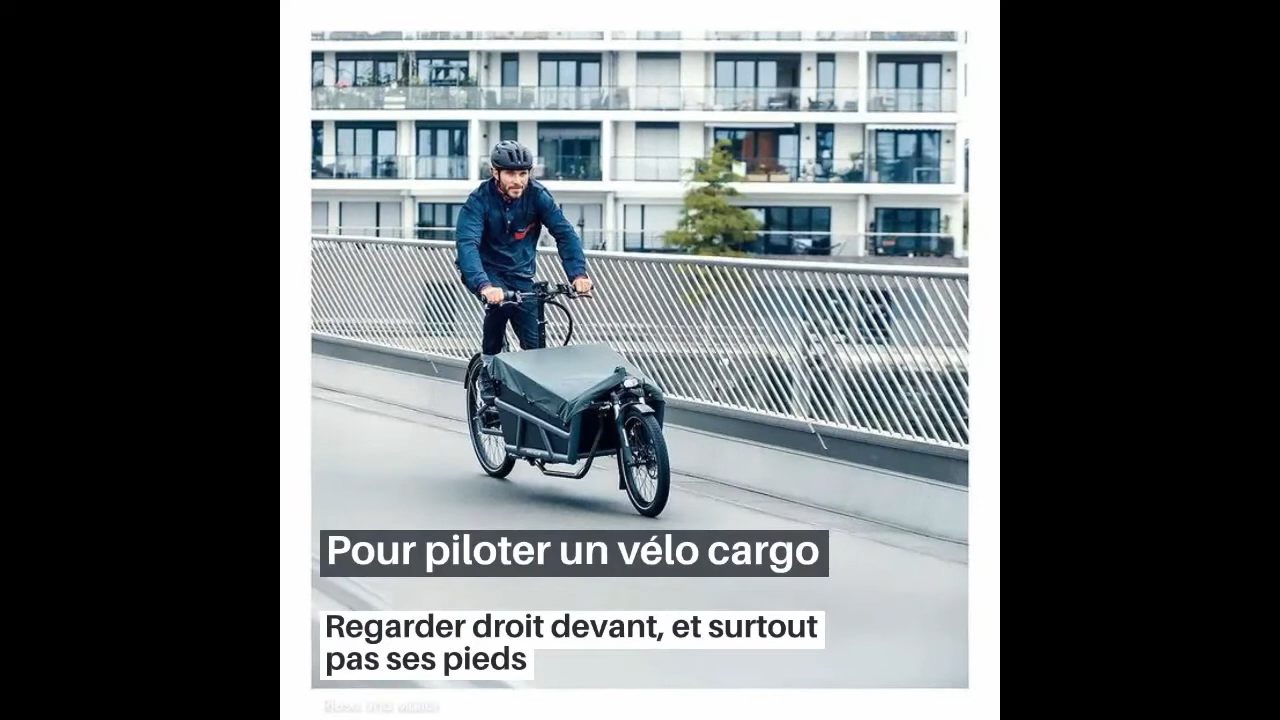 Pour piloter un vélo cargo
Regarder droit devant, et surtout
pas ses pieds